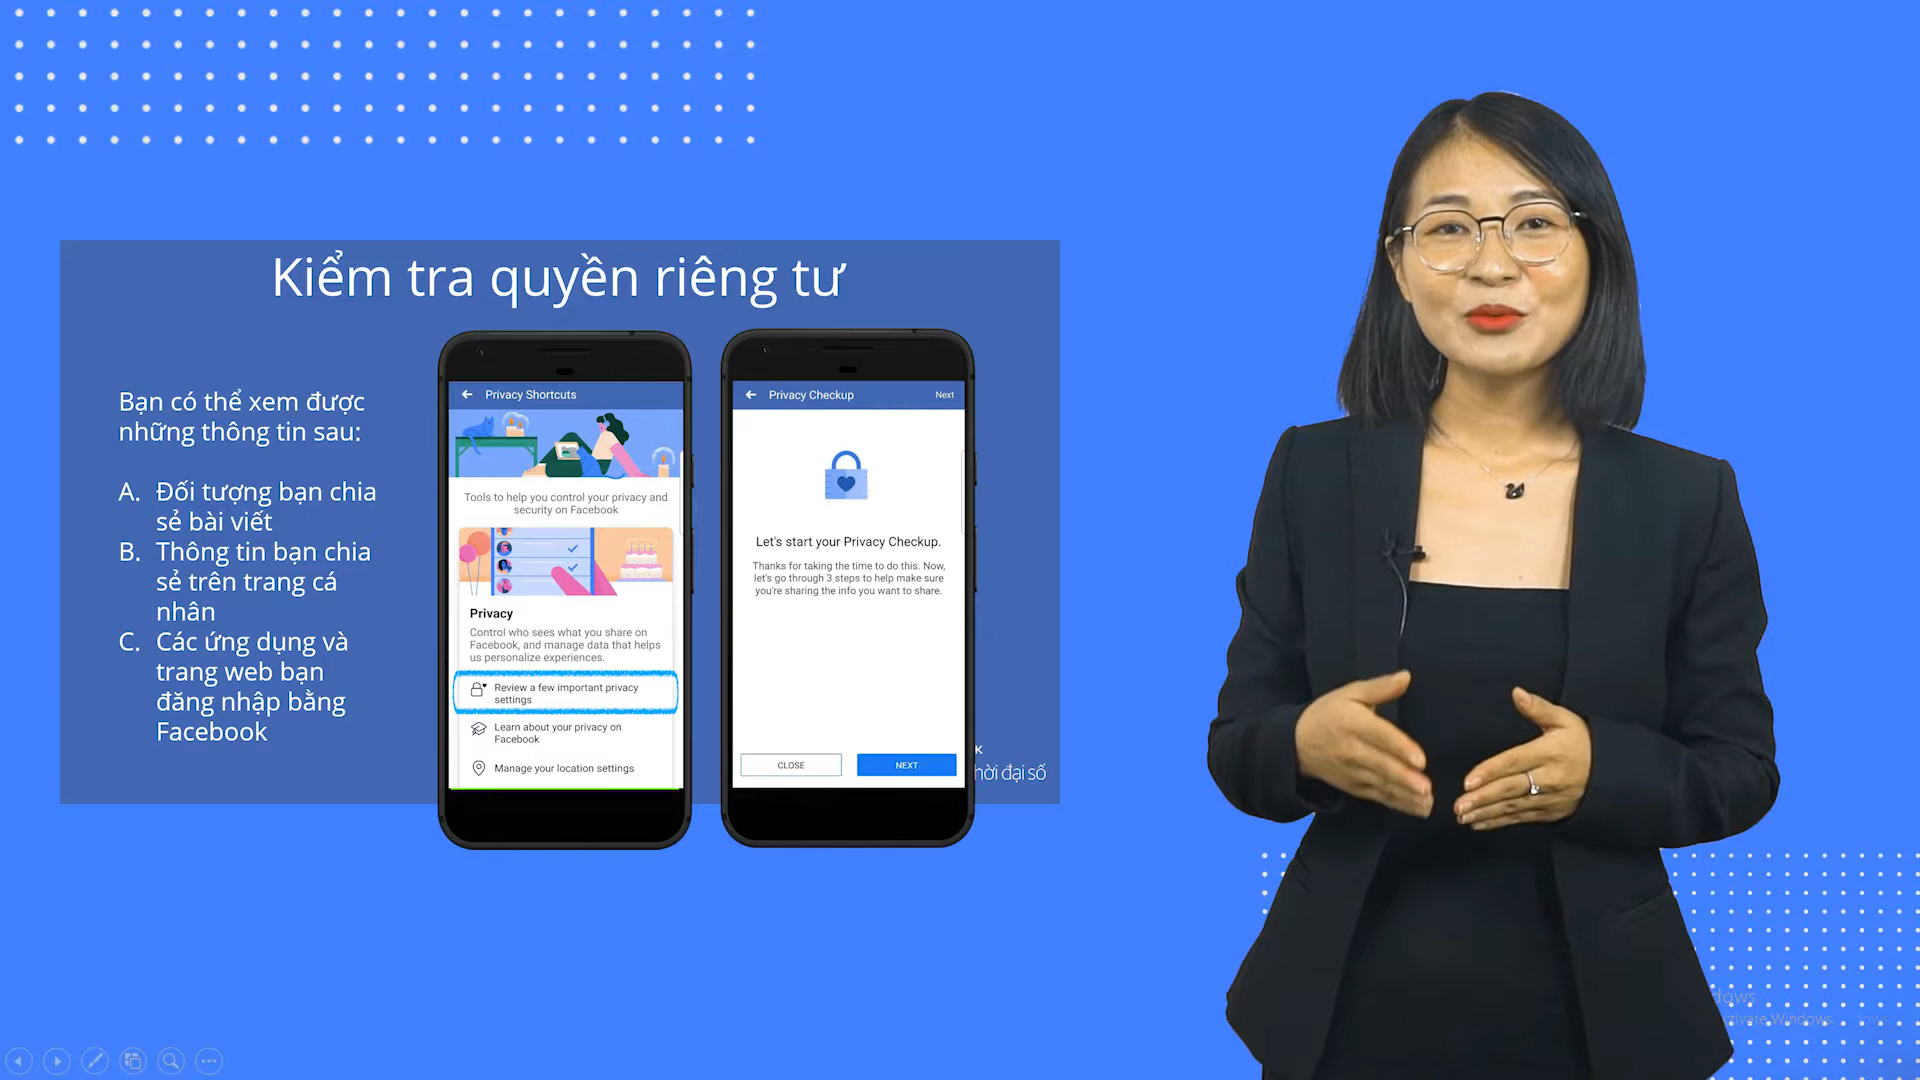 Kiểm tra quyền riêng tư
Bạn có thể xem được
những thông tin sau:
A. Đối tượng bạn chia
sẻ bài viết
B. Thông tin bạn chia
sẻ trên trang cá
nhân
C. Các ứng dụng và
trang web bạn
đăng nhập bằng
Facebook
Privacy Shortcuts
Tools to help you control your privacy and
security on Facebook
Privacy
Control who sees what you share on
Facebook, and manage data that helps
us personalize experiences.
Review a few important privacy
settings
Learn about your privacy on
Facebook
Manage your location settings
Privacy Checkup
Next
Let's start your Privacy Checkup.
Thanks for taking the time to do this. Now,
let's go through 3 steps to help make sure
you're sharing the info you want to share.
CLOSE
NEXT
K
hời đại số
dows
ctivate Windows.